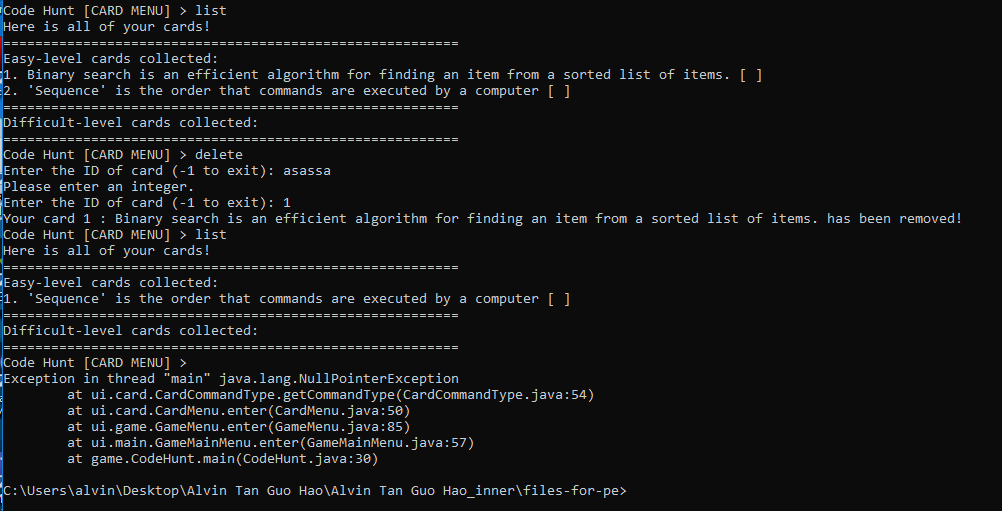 Code Hunt [CARD MENU] > list
Here is all of your cards!
=========================================================
Easy-level cards collected:
1. Binary search is an efficient algorithm for finding an item from a sorted list of items. [ ]
2. 'Sequence' is the order that commands are executed by a computer [ ]
=========================================================
Difficult-level cards collected:
=========================================================
Code Hunt [CARD MENU] > delete
Enter the ID of card (-1 to exit): asassa
Please enter an integer.
Enter the ID of card (-1 to exit): 1
Your card 1 : Binary search is an efficient algorithm for finding an item from a sorted list of items. has been removed!
Code Hunt [CARD MENU] > list
Here is all of your cards!
=========================================================
Easy-level cards collected:
1. 'Sequence' is the order that commands are executed by a computer [ ]
=========================================================
Difficult-level cards collected:
=========================================================
Code Hunt [CARD MENU] >
Exception in thread "main" java.lang.NullPointerException
        at ui.card.CardCommandType.getCommandType(CardCommandType.java:54)
        at ui.card.CardMenu.enter(CardMenu.java:50)
        at ui.game.GameMenu.enter(GameMenu.java:85)
        at ui.main.GameMainMenu.enter(GameMainMenu.java:57)
        at game.CodeHunt.main(CodeHunt.java:30)
C:\Users\alvin\Desktop\Alvin Tan Guo Hao\Alvin Tan Guo Hao_inner\files-for-pe>